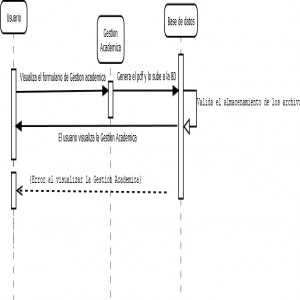 Usuario
Gestion
Academica
Base de datos
Visualiza el formulario de Gestion academica
Genera el pdf y lo sube a la BD
Valida el almacenamiento de los archivo
El usuario visualiza la Gestion Academica
(Error al visualizar la Gestion Academica)